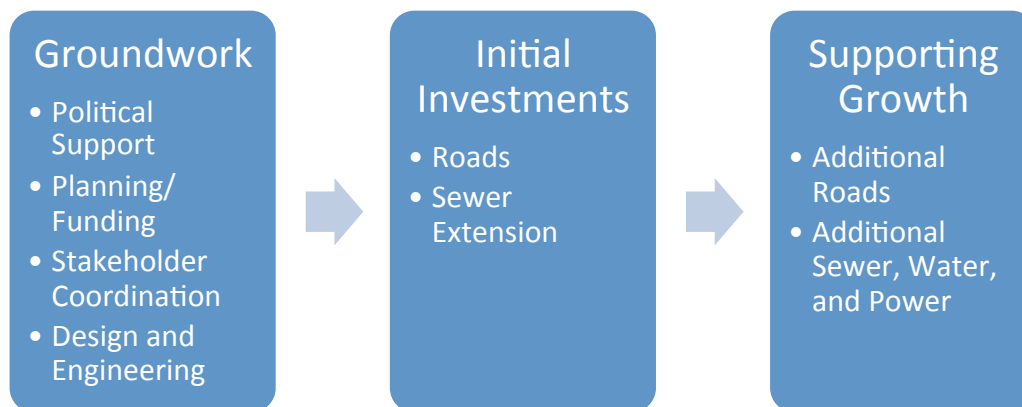 Groundwork
• Political
Support
• Planning/
Funding
• Stakeholder
Coordination
• Design and
Engineering
Initial
Investments
• Roads
• Sewer
Extension
Supporting
Growth
• Additional
Roads
• Additional
Sewer, Water,
and Power